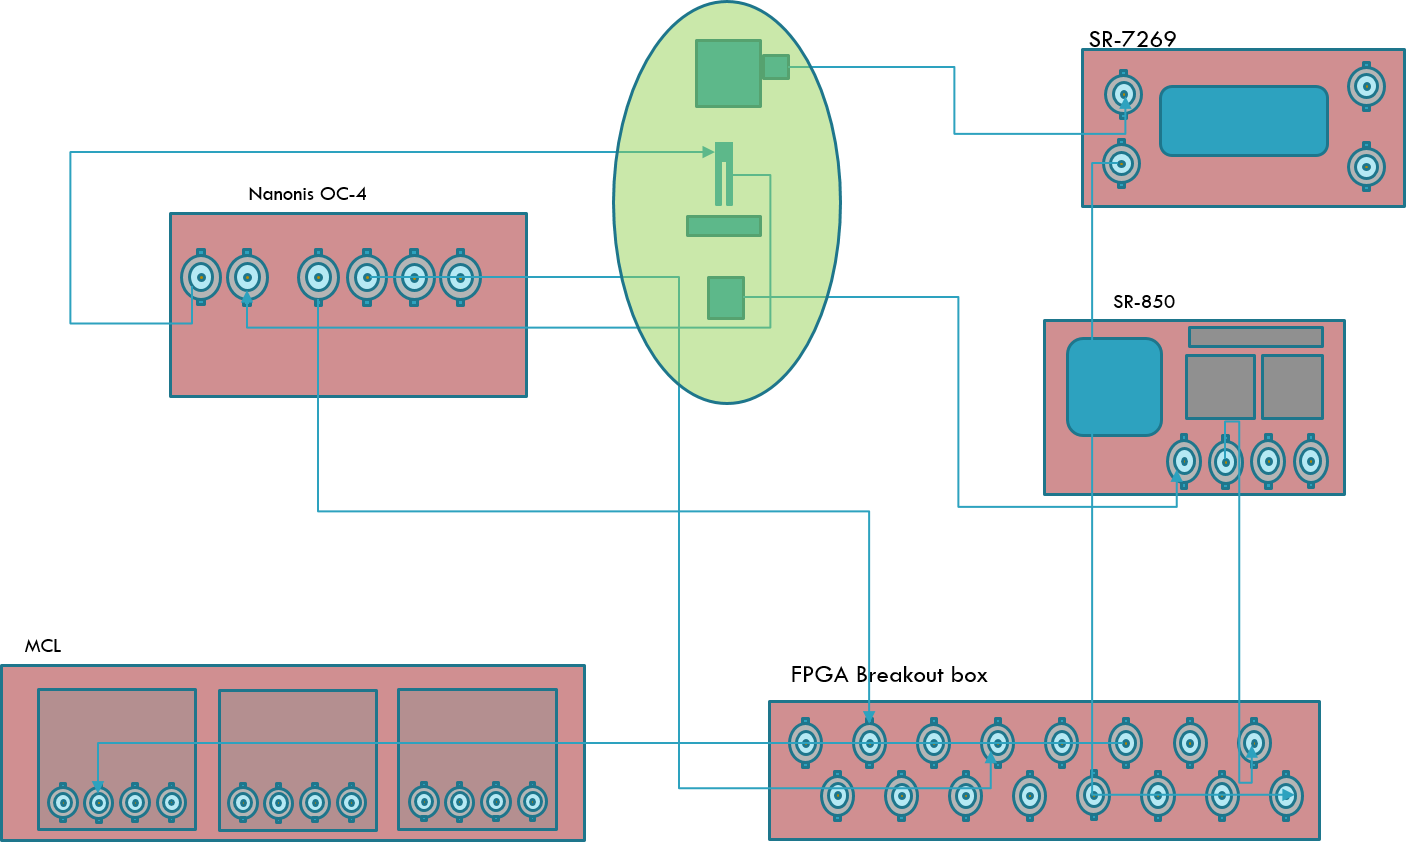 SR-7269
Nanonis OC-4
SR-850
MCL
FPGA Breakout box